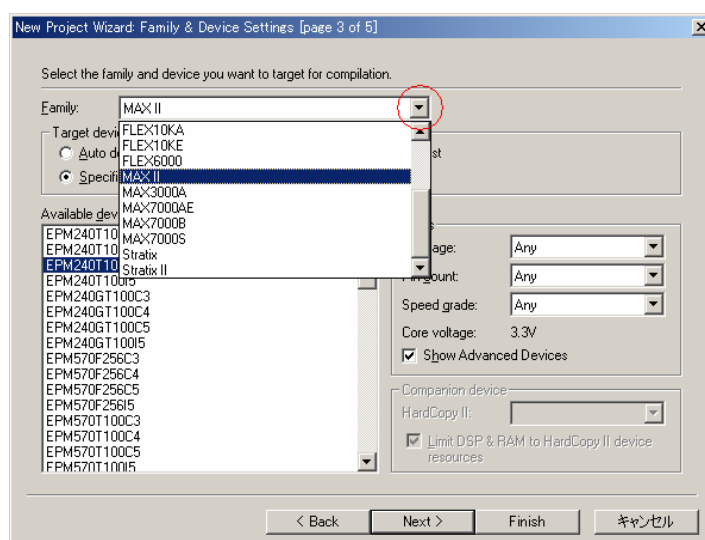 New Project Wizard: Family & Device Settings [page 3 of 5]
Select the family and device you want to target for compilation.
Family: MAX II
FLEX10KA
FLEX10KE
FLEX6000
MAX II
MAX3000A
MAX7000AE
MAX7000B
MAX7000S
Stratix
Stratix II
Target devi
Auto d st
Specifi
Available dev
EPM240T10
EPM240T10
EPM240T10
EPM240T100I5
EPM240GT100C3
EPM240GT100C4
EPM240GT100C5
EPM240GT100I5
EPM570F256C3
EPM570F256C4
EPM570F256C5
EPM570F256I5
EPM570T100C3
EPM570T100C4
EPM570T100C5
EPM570T100I5
age: Any
ount: Any
Speed grade: Any
Core voltage: 3.3V
Show Advanced Devices
Companion device
HardCopy II:
Limit DSP & RAM to HardCopy II device
resources
< Back
Next >
Finish
キャンセル